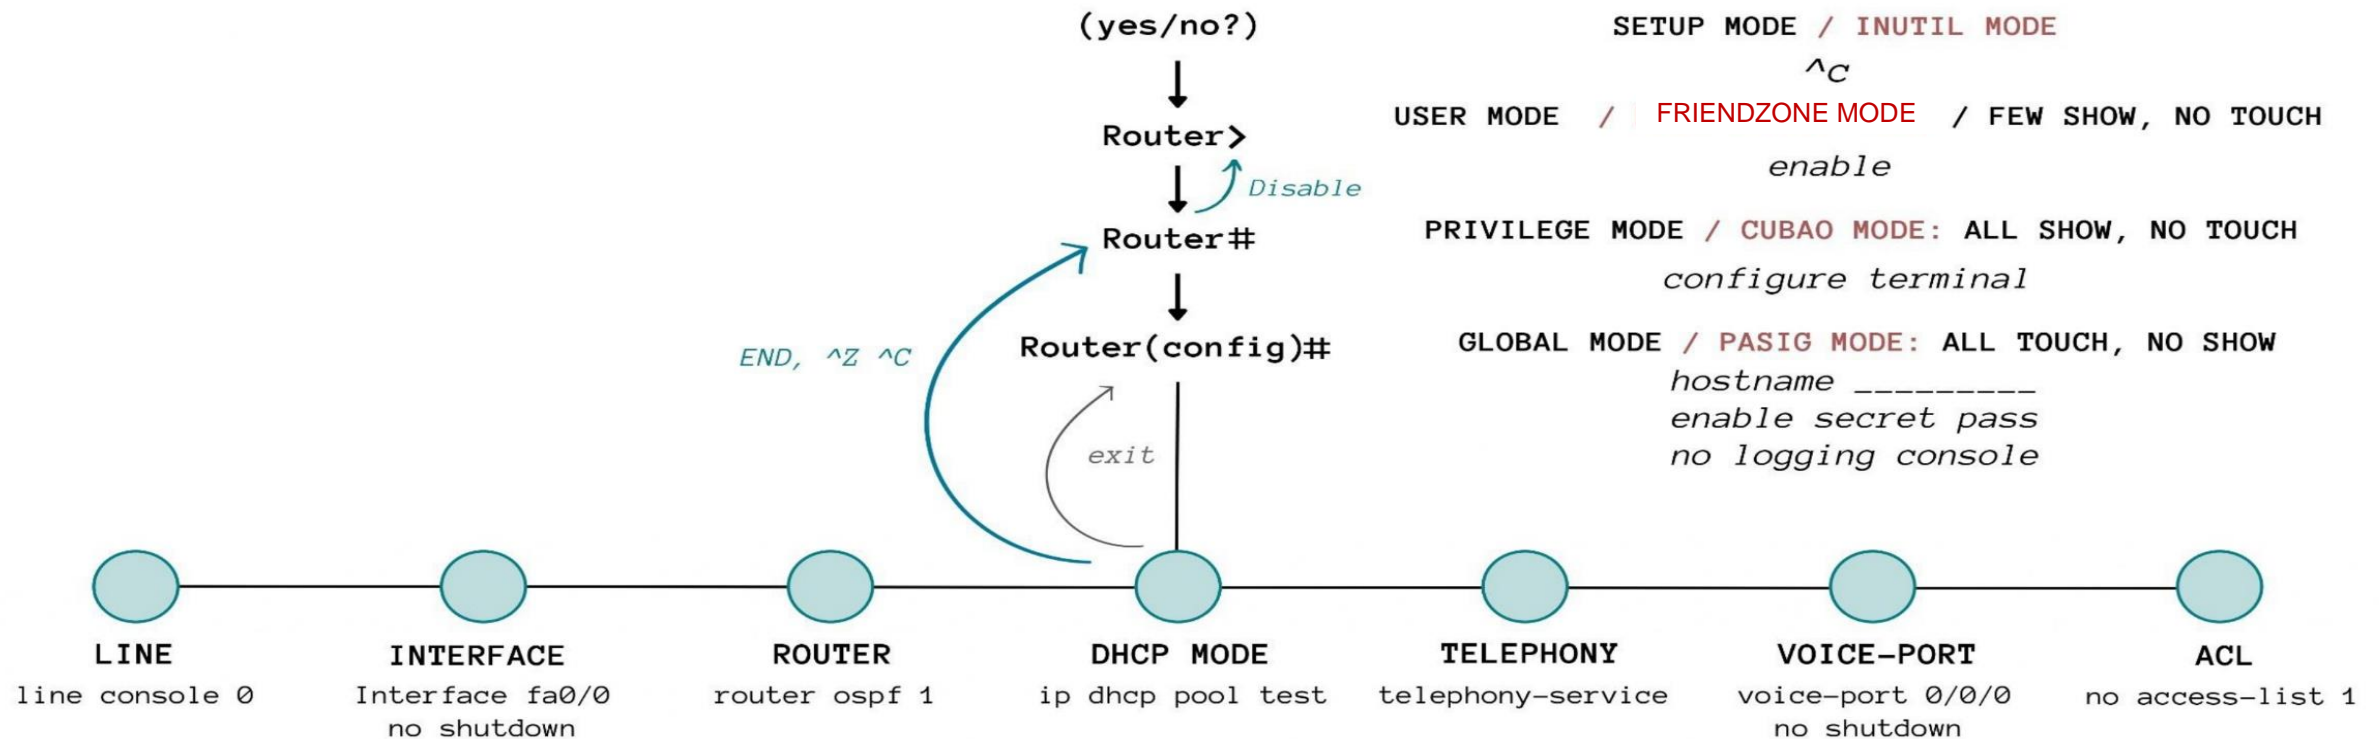 (yes/no?)
SETUP MODE / INUTIL MODE
^C
Router>
USER MODE / FRIENDZONE MODE / FEW SHOW, NO TOUCH
enable
Disable
Router#
PRIVILEGE MODE / CUBAO MODE: ALL SHOW, NO TOUCH
configure terminal
END, ^Z ^C
Router(config)#
GLOBAL MODE / PASIG MODE: ALL TOUCH, NO SHOW
hostname _________
enable secret pass
no logging console
exit
LINE
line console 0
INTERFACE
Interface fa0/0
no shutdown
ROUTER
router ospf 1
DHCP MODE
ip dhcp pool test
TELEPHONY
telephony-service
VOICE-PORT
voice-port 0/0/0
no shutdown
ACL
no access-list 1